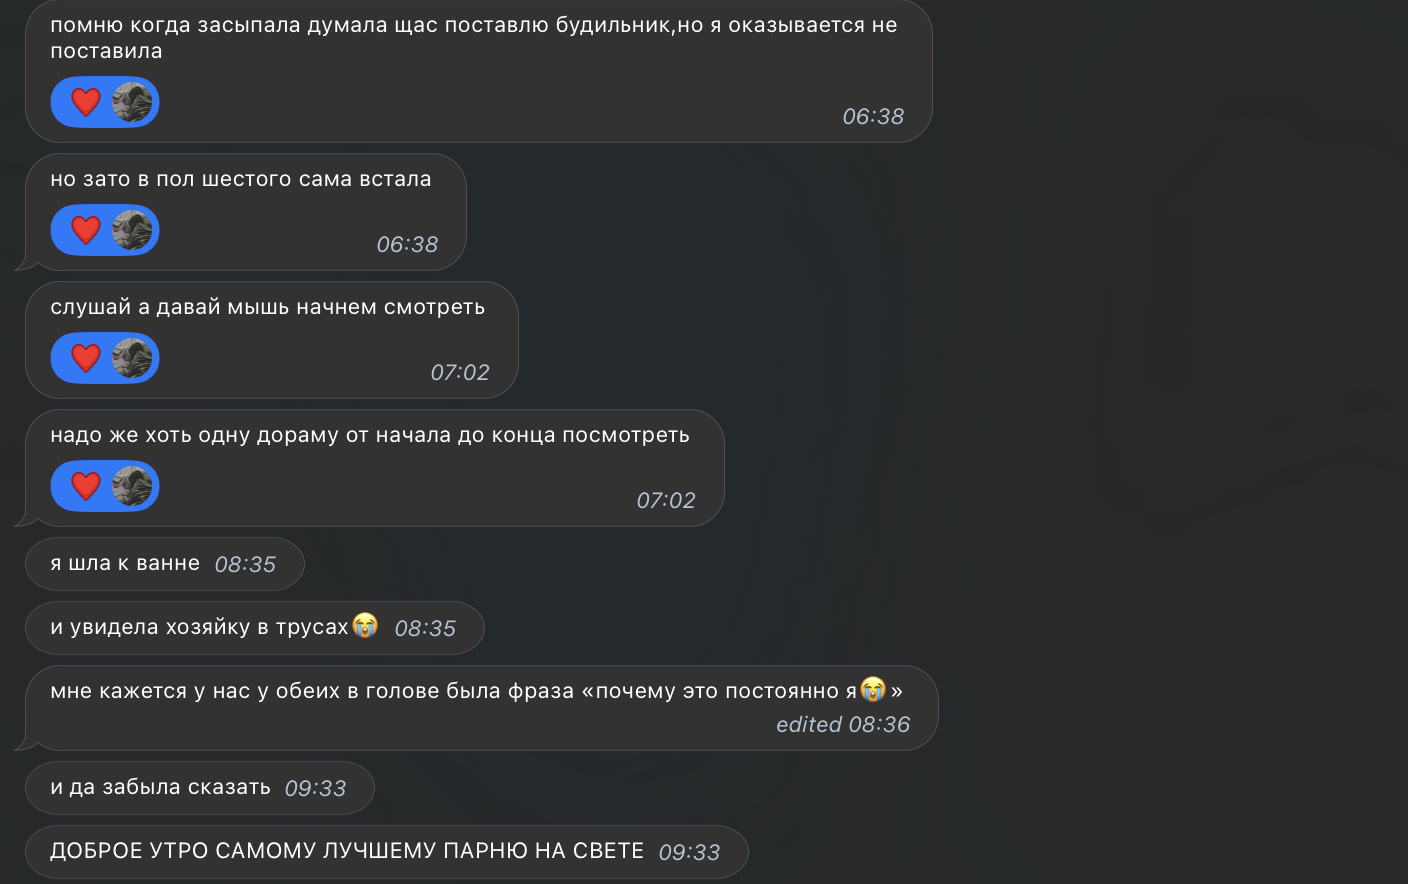 помню когда засыпала думала щас поставлю будильник,но я оказывается не
поставила
❤️
06:38
но зато в пол шестого сама встала
❤️
06:38
слушай а давай мышь начнем смотреть
❤️
07:02
надо же хоть одну дораму от начала до конца посмотреть
❤️
07:02
я шла к ванне 08:35
и увидела хозяйку в трусах😭 08:35
мне кажется у нас у обеих в голове была фраза «почему это постоянно я😭»
edited 08:36
и да забыла сказать 09:33
ДОБРОЕ УТРО САМОМУ ЛУЧШЕМУ ПАРНЮ НА СВЕТЕ 09:33